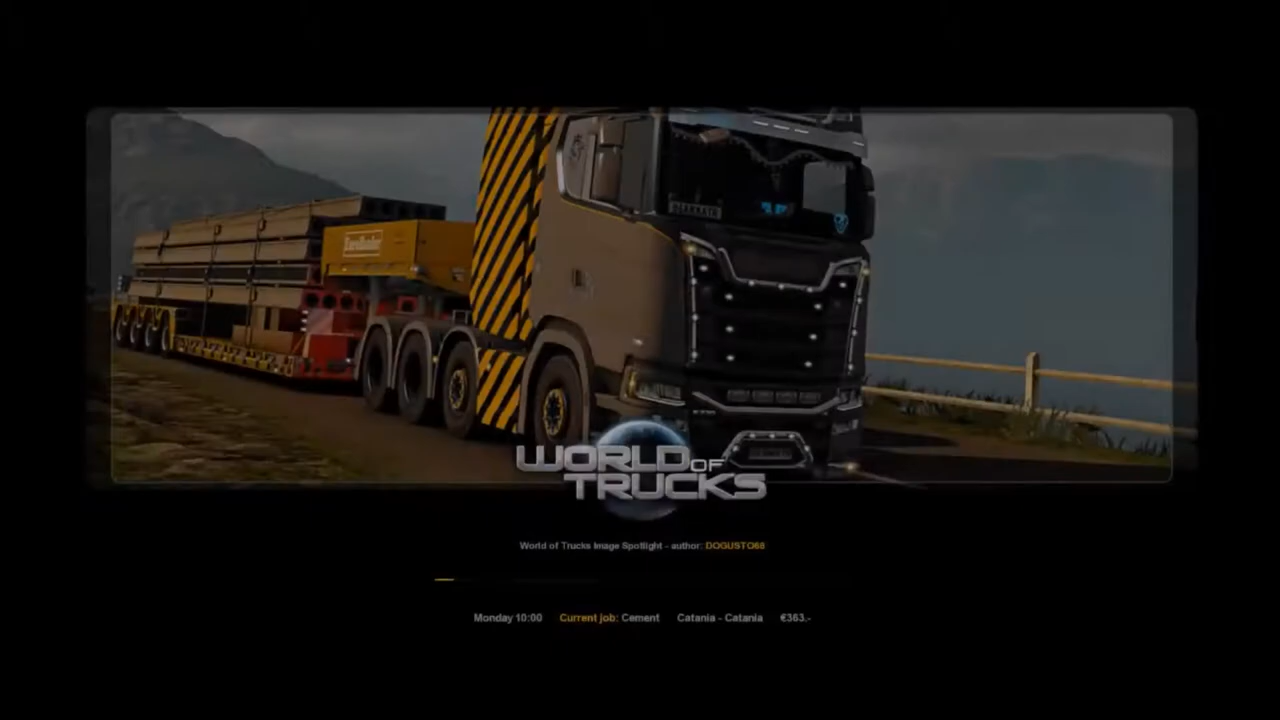 WORLD OF
TRUCKS
World of Trucks Image Spotlight - author: DOGUSTO68
Monday 10:00 Current job: Cement Catania - Catania €363.-